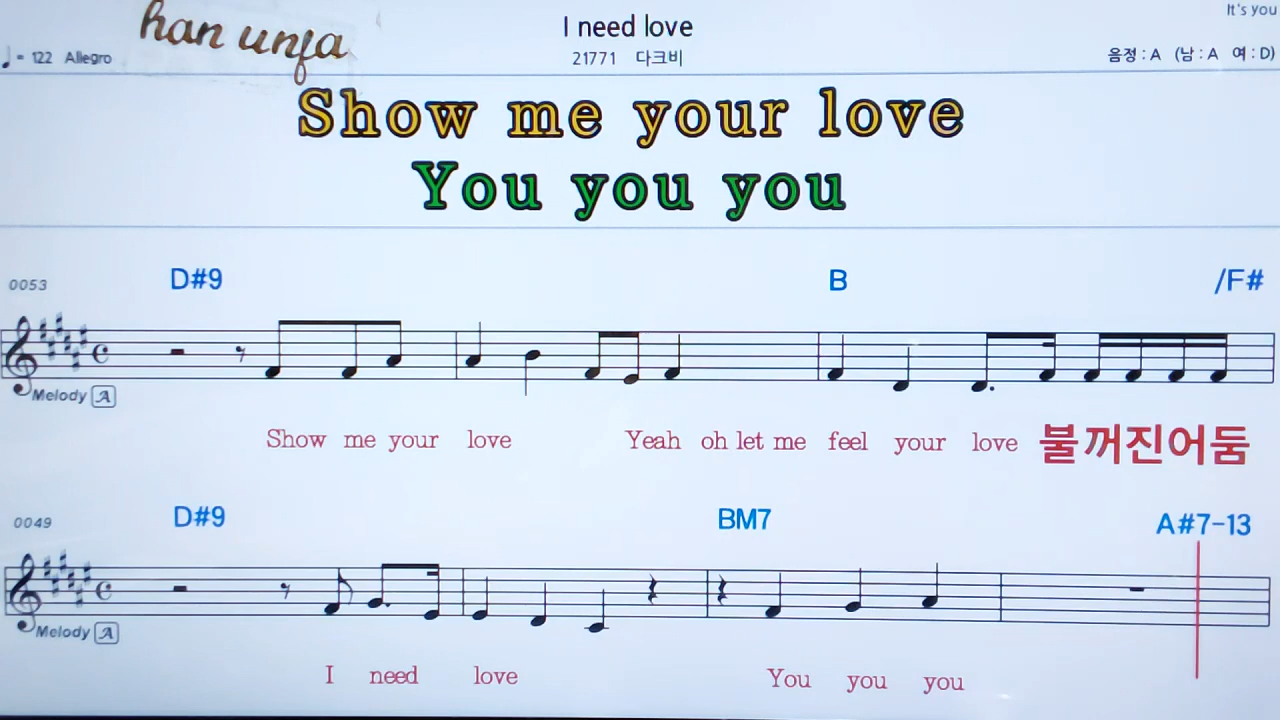 han unja
I need love
It's you
♩= 122 Allegro
21771 다크비
음정 : A (남 : A 여 : D)
Show me your love
You you you
0053
D#9 B /F#
Melody A
Show me your love Yeah oh let me feel your love 불꺼진어둠
0049
D#9 BM7 A#7-13
Melody A
I need love You you you